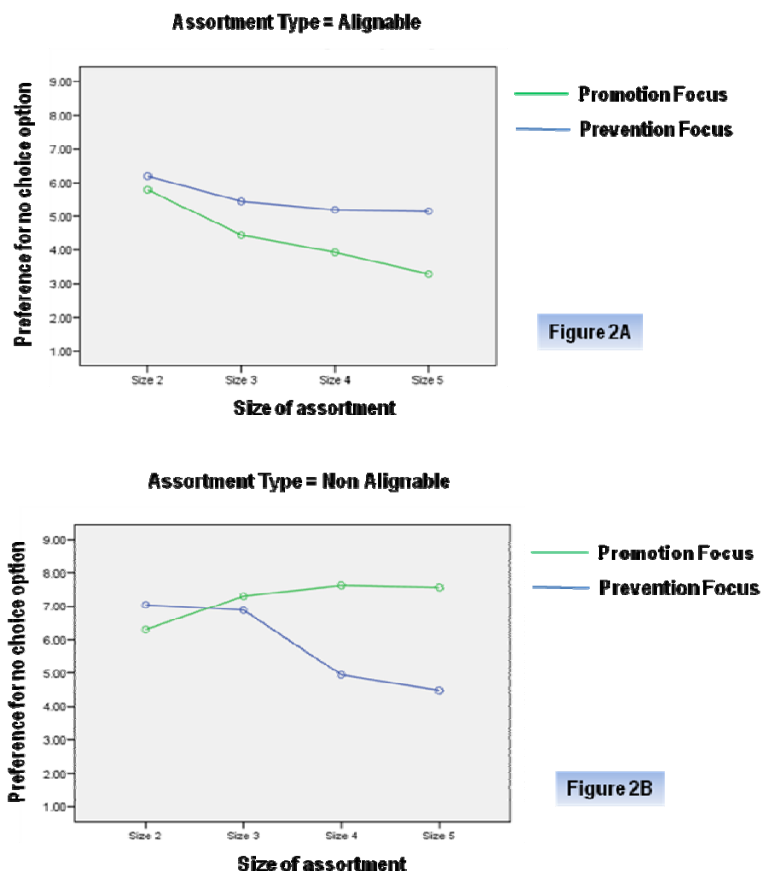 Assortment Type = Alignable
Preference for no choice option
9.00
8.00
7.00
6.00
5.00
4.00
3.00
2.00
1.00
Size 2 Size 3 Size 4 Size 5
Size of assortment
Promotion Focus
Prevention Focus
Figure 2A
Assortment Type = Non Alignable
Preference for no choice option
9.00
8.00
7.00
6.00
5.00
4.00
3.00
2.00
1.00
Size 2 Size 3 Size 4 Size 5
Size of assortment
Promotion Focus
Prevention Focus
Figure 2B